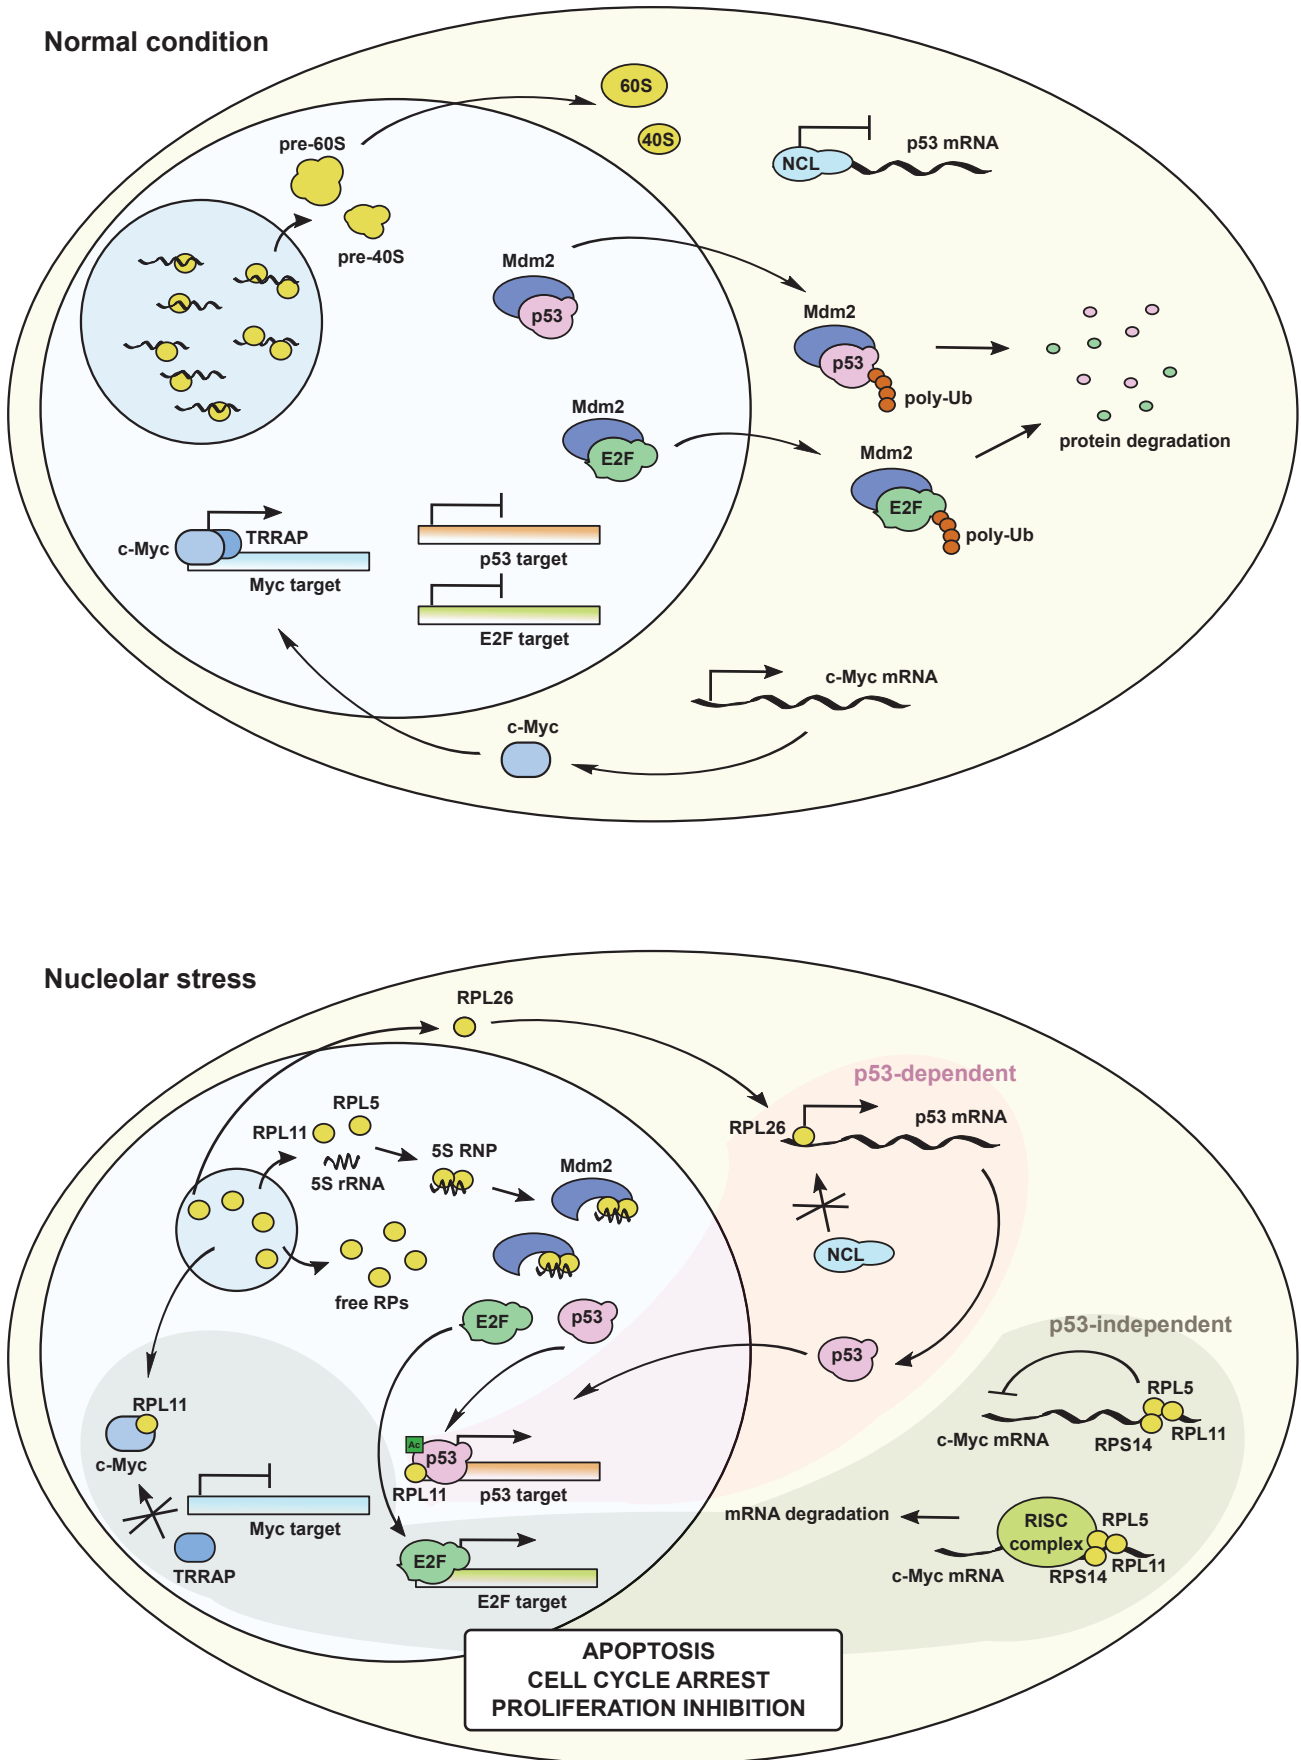 Normal condition
60S
40S
pre-60S
pre-40S
NCL
p53 mRNA
Mdm2
p53
Mdm2
p53
poly-Ub
protein degradation
Mdm2
E2F
Mdm2
E2F
poly-Ub
c-Myc
TRRAP
Myc target
p53 target
E2F target
c-Myc mRNA
c-Myc
Nucleolar stress
RPL26
p53-dependent
RPL26
p53 mRNA
RPL5
RPL11
5S rRNA
5S RNP
Mdm2
NCL
free RPs
E2F
p53
p53
p53-independent
RPL5
RPL11
RPS14
c-Myc mRNA
RPL11
c-Myc
Ac
p53
RPL11
p53 target
Myc target
TRRAP
mRNA degradation
RISC
complex
RPL5
RPL11
RPS14
c-Myc mRNA
E2F
E2F target
APOPTOSIS
CELL CYCLE ARREST
PROLIFERATION INHIBITION